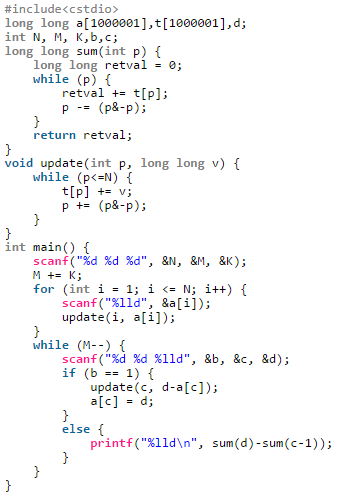 #include<cstdio>
long long a[1000001],t[1000001],d;
int N, M, K,b,c;
long long sum(int p) {
    long long retval = 0;
    while (p) {
        retval += t[p];
        p -= (p&-p);
    }
    return retval;
}
void update(int p, long long v) {
    while (p<=N) {
        t[p] += v;
        p += (p&-p);
    }
}
int main() {
    scanf("%d %d %d", &N, &M, &K);
    M += K;
    for (int i = 1; i <= N; i++) {
        scanf("%lld", &a[i]);
        update(i, a[i]);
    }
    while (M--) {
        scanf("%d %d %lld", &b, &c, &d);
        if (b == 1) {
            update(c, d-a[c]);
            a[c] = d;
        }
        else {
            printf("%lld\n", sum(d)-sum(c-1));
        }
    }
}